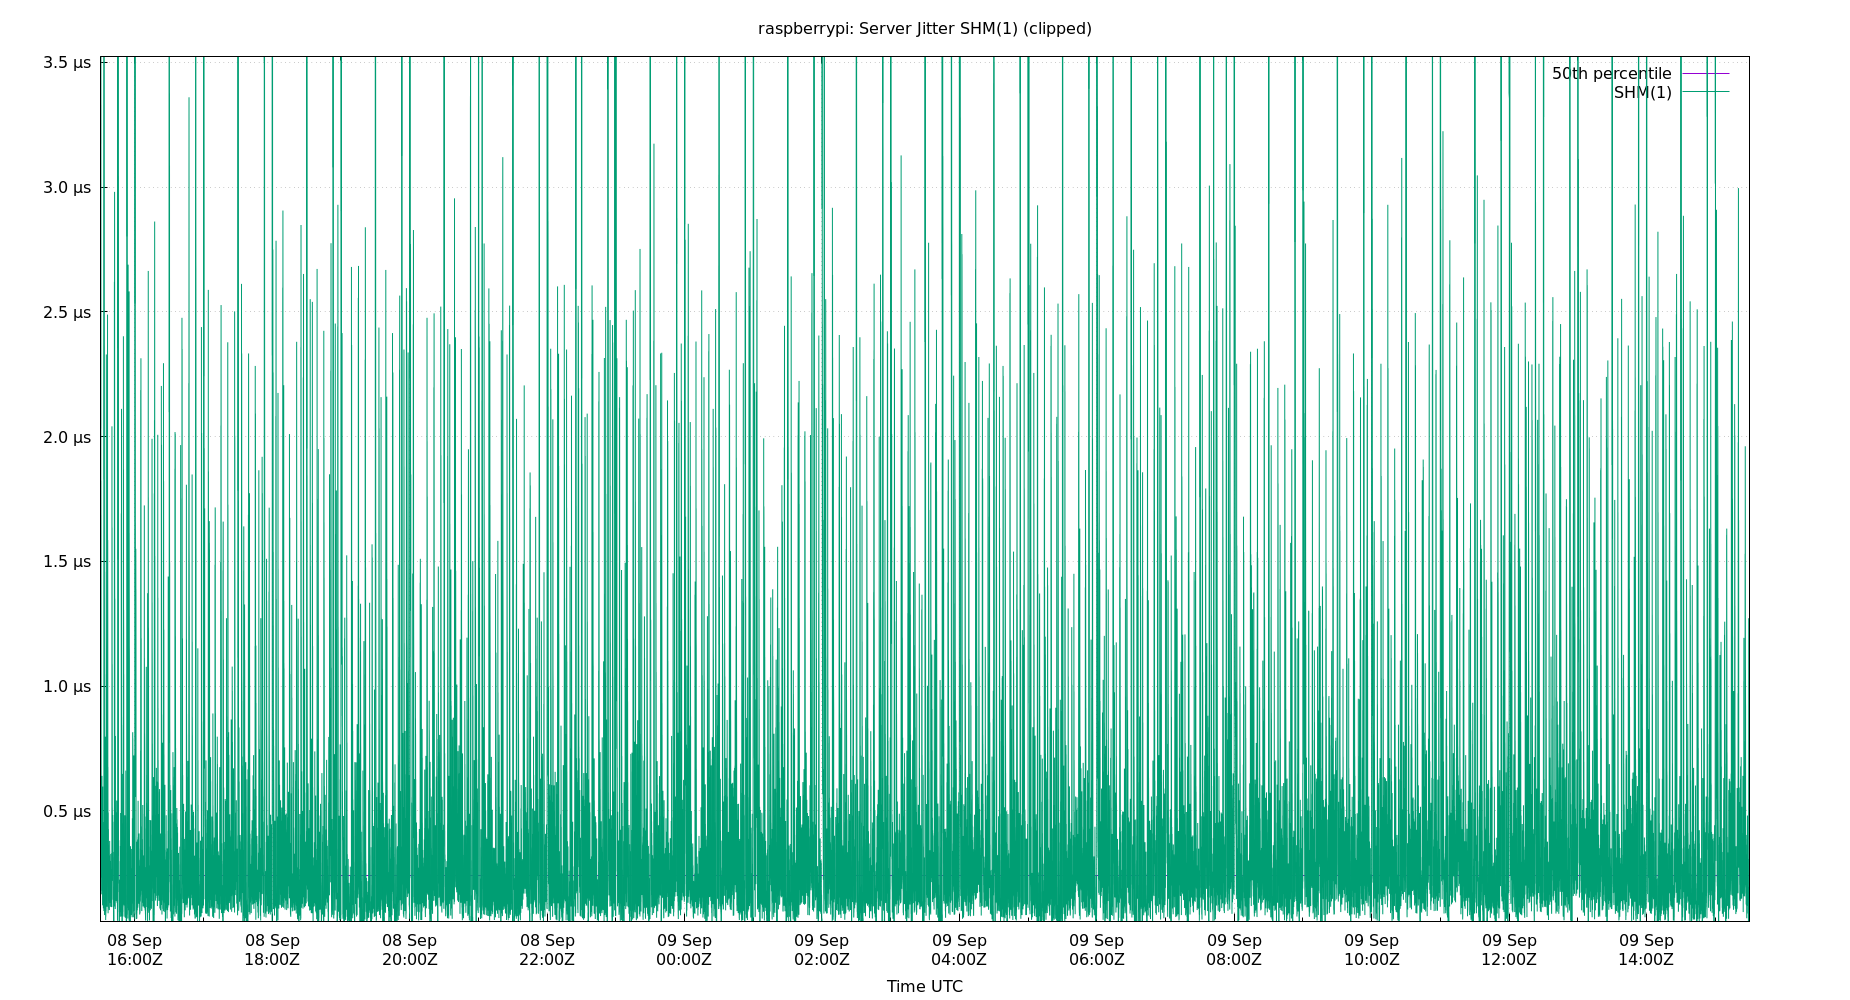 raspberrypi: Server Jitter SHM(1) (clipped)
3.5 µs
3.0 µs
2.5 µs
2.0 µs
1.5 µs
1.0 µs
0.5 µs
50th percentile
SHM(1)
08 Sep 08 Sep 08 Sep 08 Sep 09 Sep 09 Sep 09 Sep 09 Sep 09 Sep 09 Sep 09 Sep 09 Sep
16:00Z 18:00Z 20:00Z 22:00Z 00:00Z 02:00Z 04:00Z 06:00Z 08:00Z 10:00Z 12:00Z 14:00Z
Time UTC